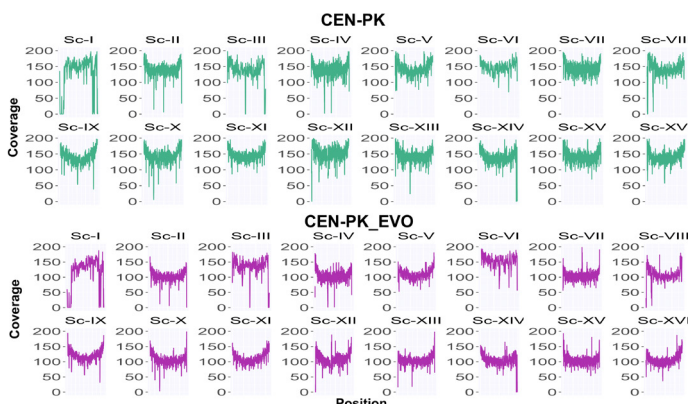 CEN-PK
Sc-I Sc-II Sc-III Sc-IV Sc-V Sc-VI Sc-VII Sc-VII
200 200 200 200 200 200 200 200
150 150 150 150 150 150 150 150
100 100 100 100 100 100 100 100
50 50 50 50 50 50 50 50
0 0 0 0 0 0 0 0
Coverage
Sc-IX Sc-X Sc-XI Sc-XII Sc-XIII Sc-XIV Sc-XV Sc-XV
200 200 200 200 200 200 200 200
150 150 150 150 150 150 150 150
100 100 100 100 100 100 100 100
50 50 50 50 50 50 50 50
0 0 0 0 0 0 0 0
CEN-PK_EVO
Sc-I Sc-II Sc-III Sc-IV Sc-V Sc-VI Sc-VII Sc-VIII
200 200 200 200 200 200 200 200
150 150 150 150 150 150 150 150
100 100 100 100 100 100 100 100
50 50 50 50 50 50 50 50
0 0 0 0 0 0 0 0
Coverage
Sc-IX Sc-X Sc-XI Sc-XII Sc-XIII Sc-XIV Sc-XV Sc-XVI
200 200 200 200 200 200 200 200
150 150 150 150 150 150 150 150
100 100 100 100 100 100 100 100
50 50 50 50 50 50 50 50
0 0 0 0 0 0 0 0
Position